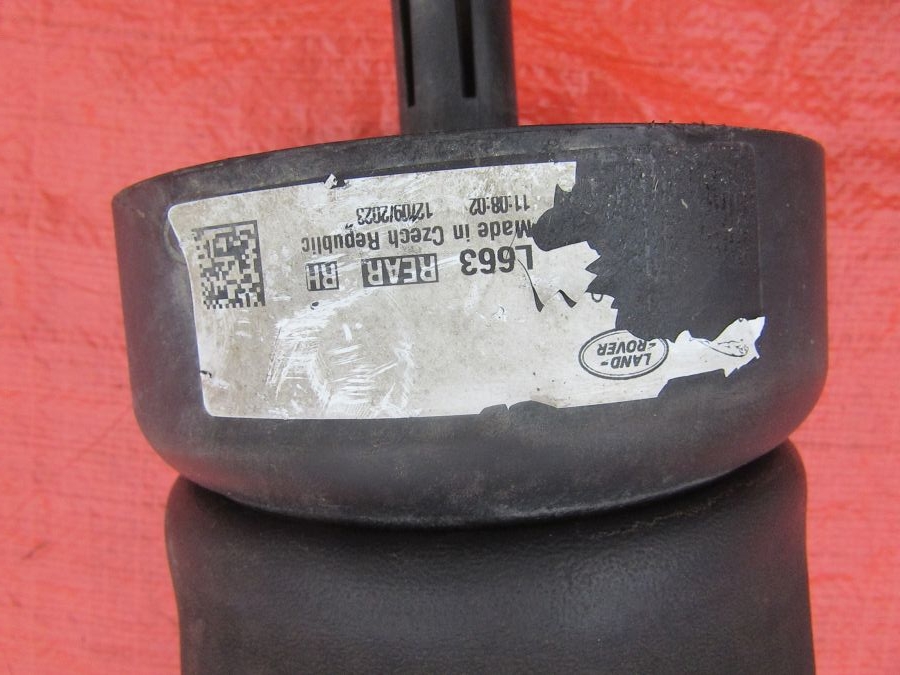 LAND-
-ROVER
L663 REAR RH
Made in Czech Republic
11:08:02 12/09/2023